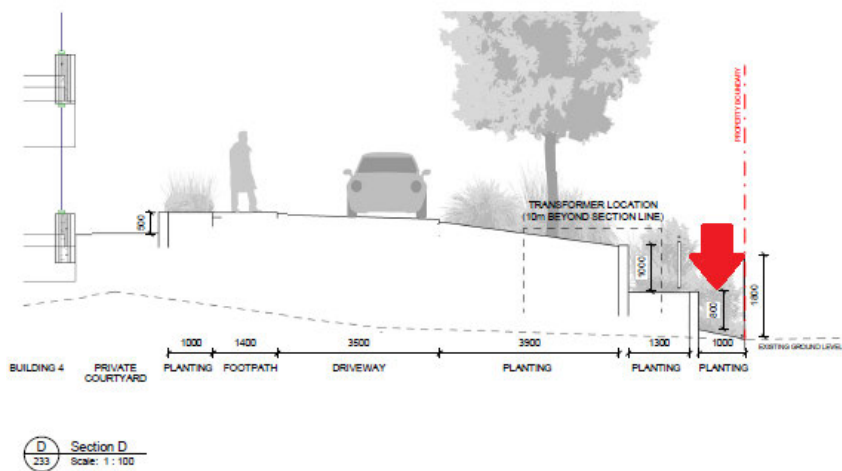 PROPERTY BOUNDARY
TRANSFORMER LOCATION
(10m BEYOND SECTION LINE)
500
1000
800
1800
1000
1400
3500
3900
1300
1000
EXISTING GROUND LEVEL
BUILDING 4
PRIVATE
COURTYARD
PLANTING
FOOTPATH
DRIVEWAY
PLANTING
PLANTING
PLANTING
D
233
Section D
Scale: 1 : 100